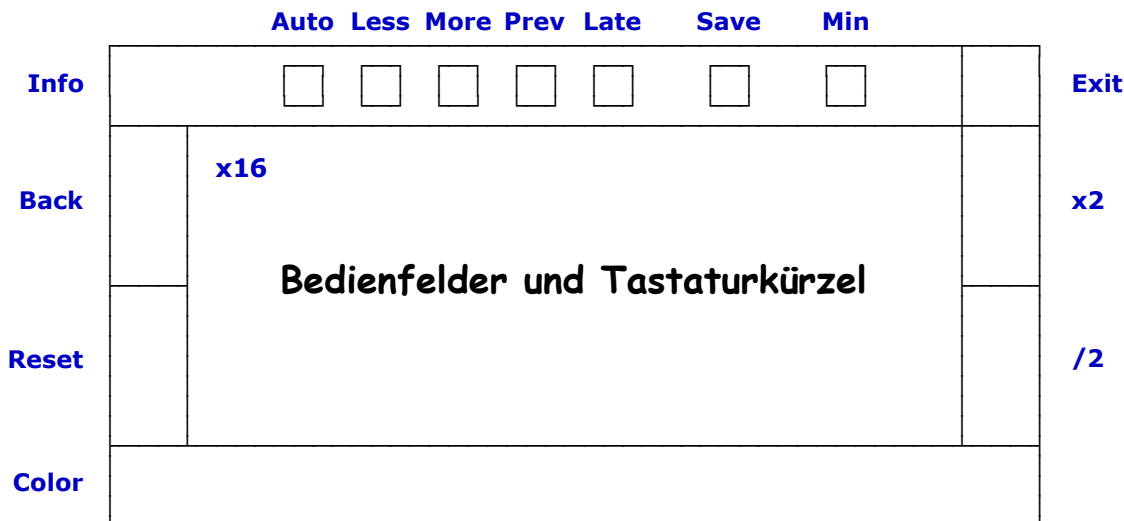 Auto Less More Prev Late Save Min
Info Exit
x16
Back x2
Bedienfelder und Tastaturkürzel
Reset /2
Color